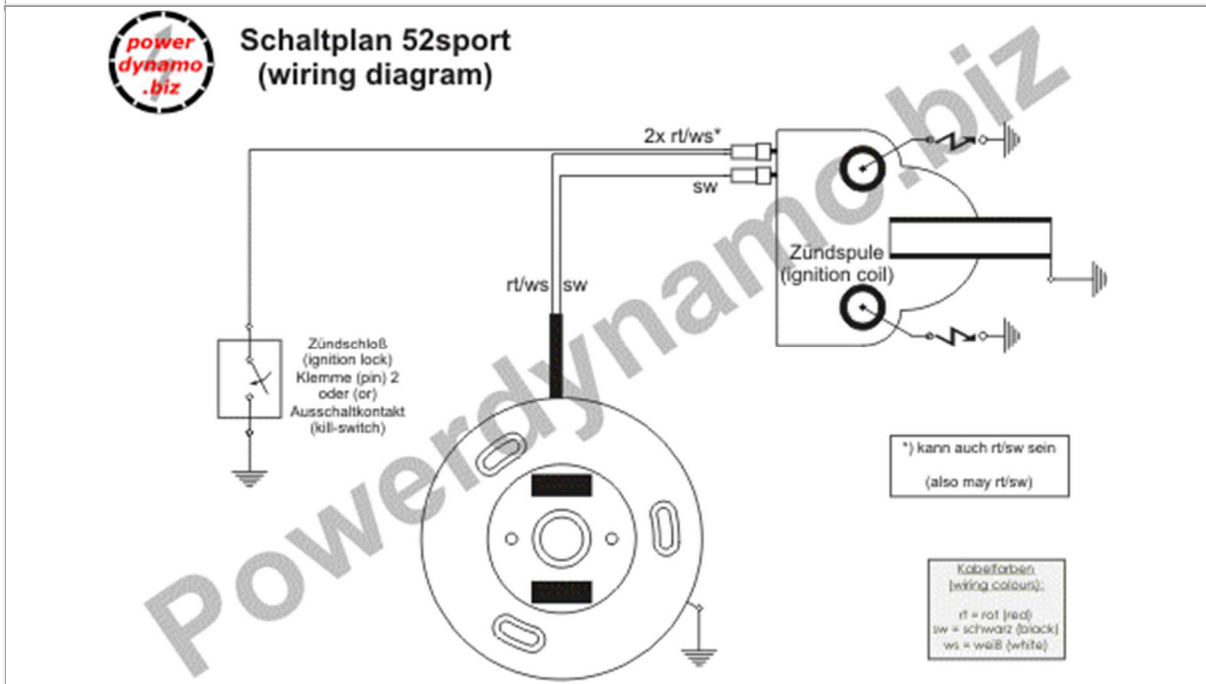 power
dynamo
.biz
Schaltplan 52sport
(wiring diagram)
2x rt/ws*
sw
Zündspule
(ignition coil)
rt/ws sw
Zündschloß
(ignition lock)
Klemme (pin) 2
oder (or)
Ausschaltkontakt
(kill-switch)
*) kann auch rt/sw sein
(also may rt/sw)
Kabelfarben
(wiring colours):
rt = rot (red)
sw = schwarz (black)
ws = weiß (white)
Powerdynamo.biz